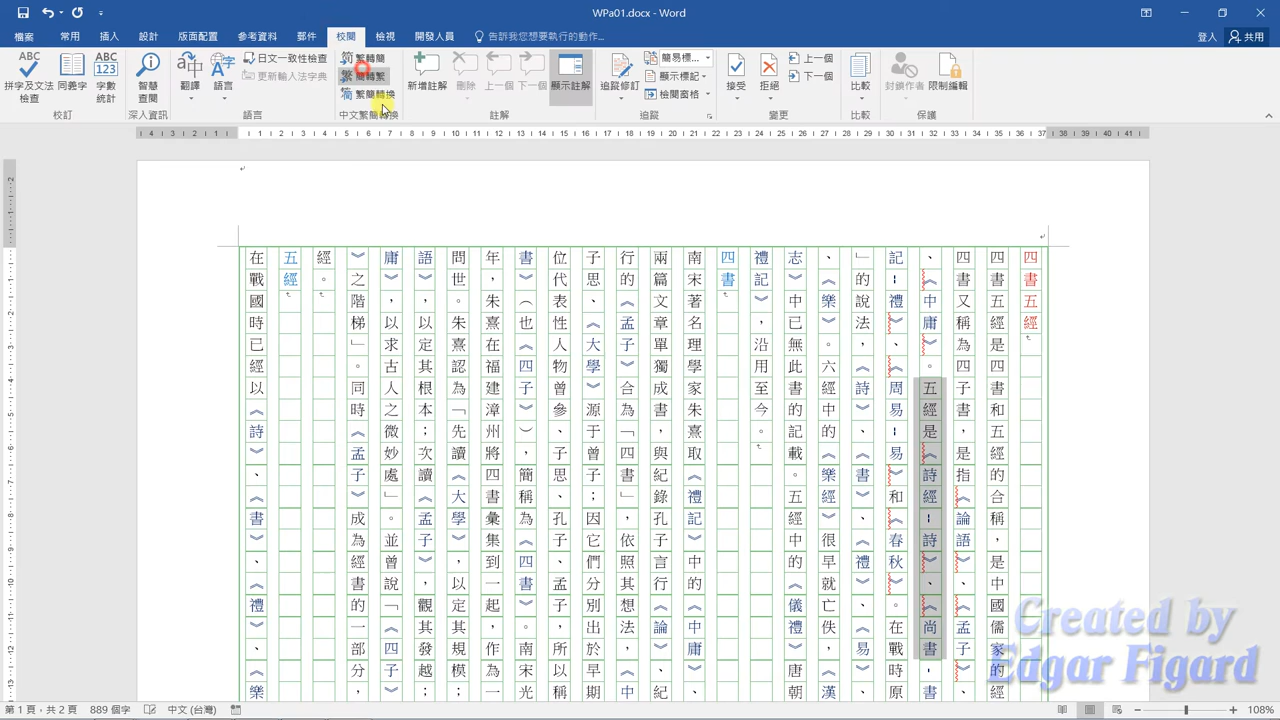 WPa01.docx - Word
檔案 常用 插入 設計 版面配置 參考資料 郵件 校閱 檢視 開發人員 告訴我您想要執行的動作... 登入 共用
拼字及文法檢查 同義字 字數統計 智慧查閱 翻譯 語言 日文一致性檢查 繁轉簡 新增註解 刪除 上一個 下一個 顯示註解 追蹤修訂 簡易標... 上一個 接受 拒絕 比較 封鎖作者 限制編輯
更新輸入法字典 簡轉繁 顯示標記 下一個
繁簡轉換 檢閱窗格
校訂 深入資訊 語言 中文繁簡轉換 註解 追蹤 變更 比較 保護
四書五經
四書五經是四書和五經的合稱，是中國儒家的經
四書又稱為四子書，是指《論語》、《孟子》、
、《中庸》。五經是《詩經－詩》、《尚書－書
記－禮》、《周易－易》和《春秋》。在戰時原
」的說法，《詩》、《書》、《禮》、《易》、
、《樂》。六經中的《樂經》很早就亡佚，《漢
志》中已無此書的記載。五經中的《儀禮》唐朝
禮記》，沿用至今。
四書
南宋著名理學家朱熹取《禮記》中的《中庸》、
兩篇文章單獨成書，與紀錄孔子言行《論》、紀
行的《孟子》合為「四書」，依照其想法，《中
子思、《大學》源于曾子；因它們分別出於早期
位代表性人物曾參、子思、孔子、孟子，所以稱
書》（也《四子》），簡稱為《四書》。南宋光
年，朱熹在福建漳州將四書彙集到一起，作為一
問世。朱熹認為「先讀《大學》，以定其規模；
語》，以定其根本；次讀《孟子》，觀其發越；
庸》，以求古人之微妙處」。並曾說「《四子》
》之階梯」。同時《孟子》成為經書的一部分，
經。
五經
在戰國時已經以《詩》、《書》、《禮》、《樂
Created by
Edgar Figard
第 1 頁，共 2 頁 889 個字 中文 (台灣) 108%